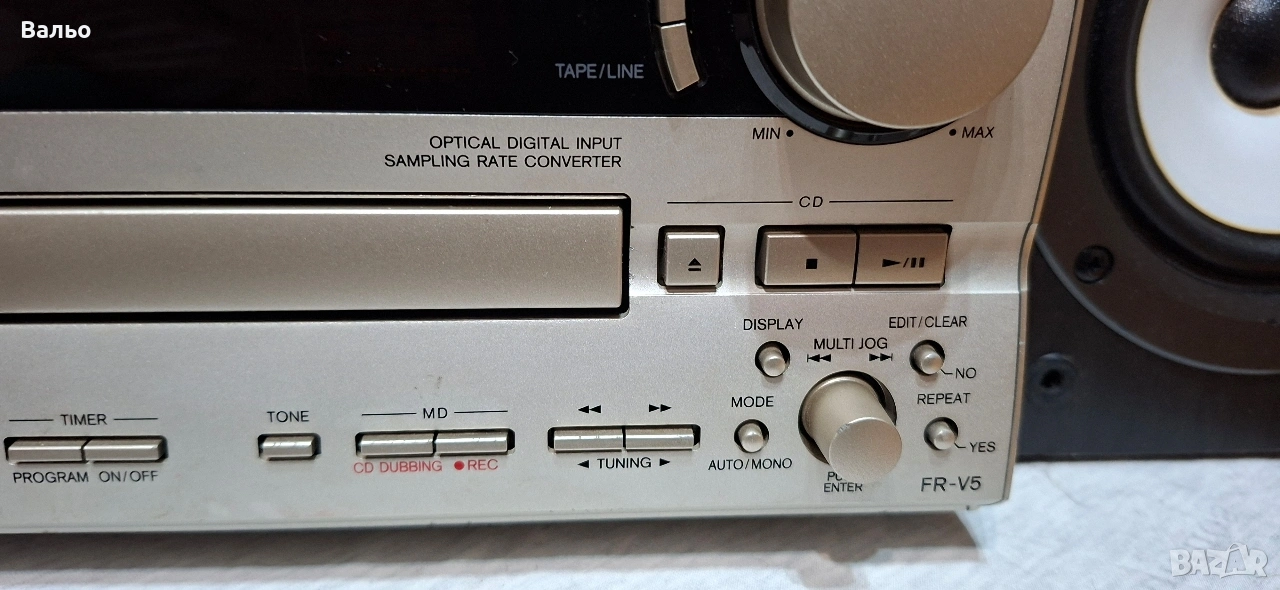 Вальо
TAPE/LINE
MIN • • MAX
OPTICAL DIGITAL INPUT
SAMPLING RATE CONVERTER
CD
DISPLAY
EDIT/CLEAR
MULTI JOG
NO
MODE
REPEAT
AUTO/MONO
YES
ENTER
FR-V5
TIMER
PROGRAM ON/OFF
TONE
MD
CD DUBBING ● REC
◄◄ ►►
◄ TUNING ►
BAZAR